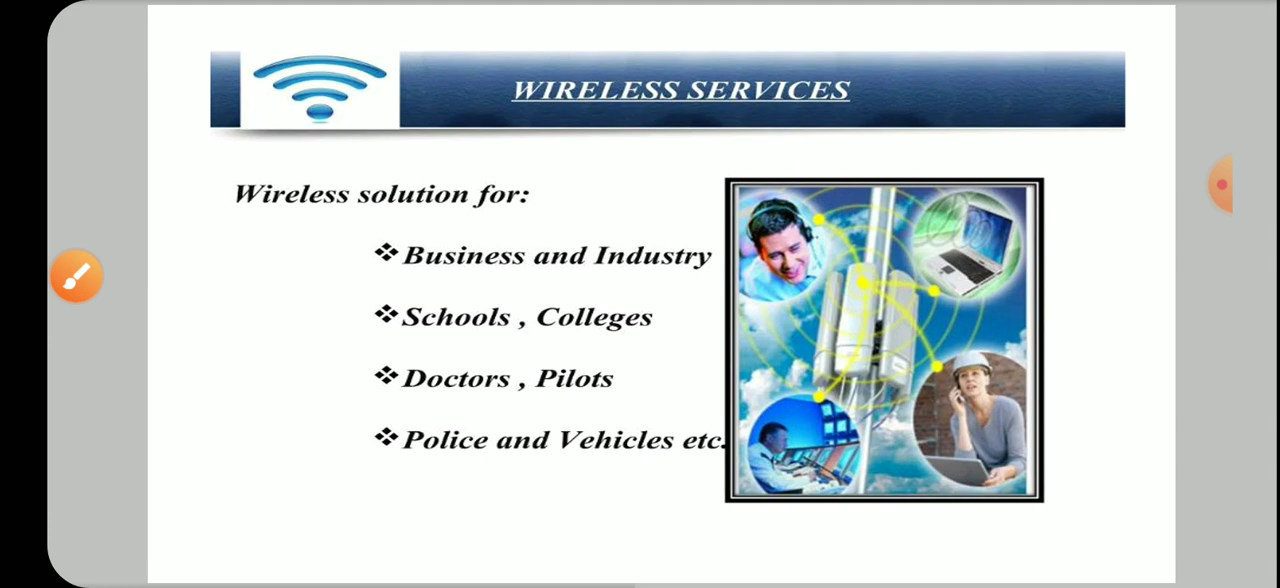 WIRELESS SERVICES
Wireless solution for:
❖Business and Industry
❖Schools , Colleges
❖Doctors , Pilots
❖Police and Vehicles etc.